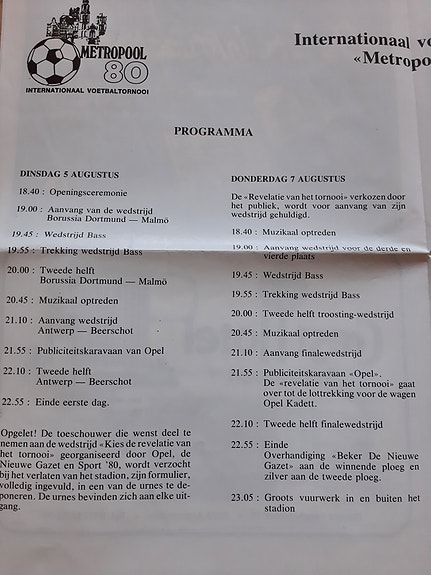 METROPOOL
80
INTERNATIONAAL VOETBALTORNOOI
Internationaal
«Metropo
PROGRAMMA
DINSDAG 5 AUGUSTUS
18.40 : Openingsceremonie
19.00 : Aanvang van de wedstrijd
Borussia Dortmund — Malmö
19.45 : Wedstrijd Bass
19.55 : Trekking wedstrijd Bass
20.00 : Tweede helft
Borussia Dortmund — Malmö
20.45 : Muzikaal optreden
21.10 : Aanvang wedstrijd
Antwerp — Beerschot
21.55 : Publiciteitskaravaan van Opel
22.10 : Tweede helft
Antwerp — Beerschot
22.55 : Einde eerste dag.
Opgelet! De toeschouwer die wenst deel te
nemen aan de wedstrijd «Kies de revelatie van
het tornooi» georganiseerd door Opel, de
Nieuwe Gazet en Sport '80, wordt verzocht
bij het verlaten van het stadion, zijn formulier,
volledig ingevuld, in een van de urnes te de-
poneren. De urnes bevinden zich aan elke uit-
gang.
DONDERDAG 7 AUGUSTUS
De «Revelatie van het tornooi» verkozen door
het publiek, wordt voor aanvang van zijn
wedstrijd gehuldigd.
18.40 : Muzikaal optreden
19.00 : Aanvang wedstrijd voor de derde en
vierde plaats
19.45 : Wedstrijd Bass
19.55 : Trekking wedstrijd Bass
20.00 : Tweede helft troosting-wedstrijd
20.45 : Muzikaal optreden
21.10 : Aanvang finalewedstrijd
21.55 : Publiciteitskaravaan «Opel».
De «revelatie van het tornooi» gaat
over tot de lottrekking voor de wagen
Opel Kadett.
22.10 : Tweede helft finalewedstrijd
22.55 : Einde
Overhandiging «Beker De Nieuwe
Gazet» aan de winnende ploeg en
zilver aan de tweede ploeg.
23.05 : Groots vuurwerk in en buiten het
stadion